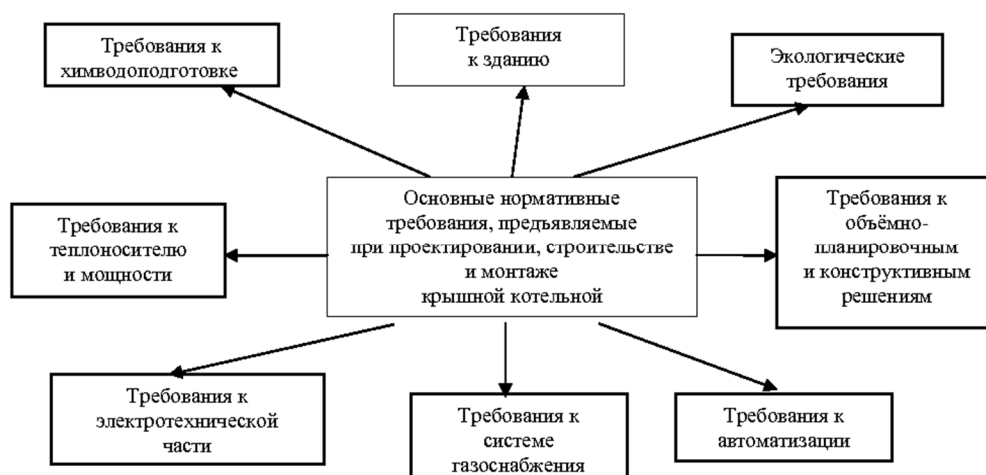 Требования к
химводоподготовке
Требования
к зданию
Экологические
требования
Основные нормативные
требования, предъявляемые
при проектировании, строительстве
и монтаже
крышной котельной
Требования к
теплоносителю
и мощности
Требования к
объёмно-
планировочным
и конструктивным
решениям
Требования к
электротехнической
части
Требования к
системе
газоснабжения
Требования к
автоматизации